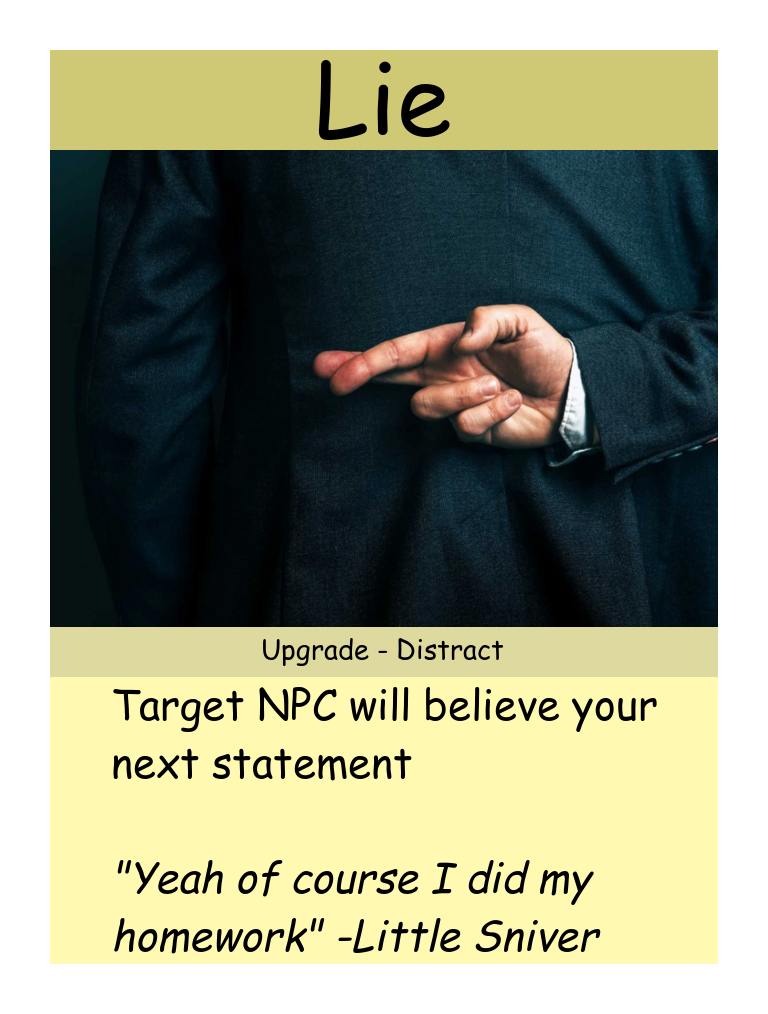 Lie
Upgrade - Distract
Target NPC will believe your
next statement
"Yeah of course I did my
homework" -Little Sniver